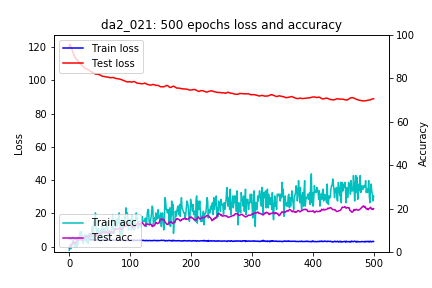 da2_021: 500 epochs loss and accuracy
Train loss
Test loss
Train acc
Test acc
Loss
120
100
80
60
40
20
0
Accuracy
100
80
60
40
20
0
0
100
200
300
400
500